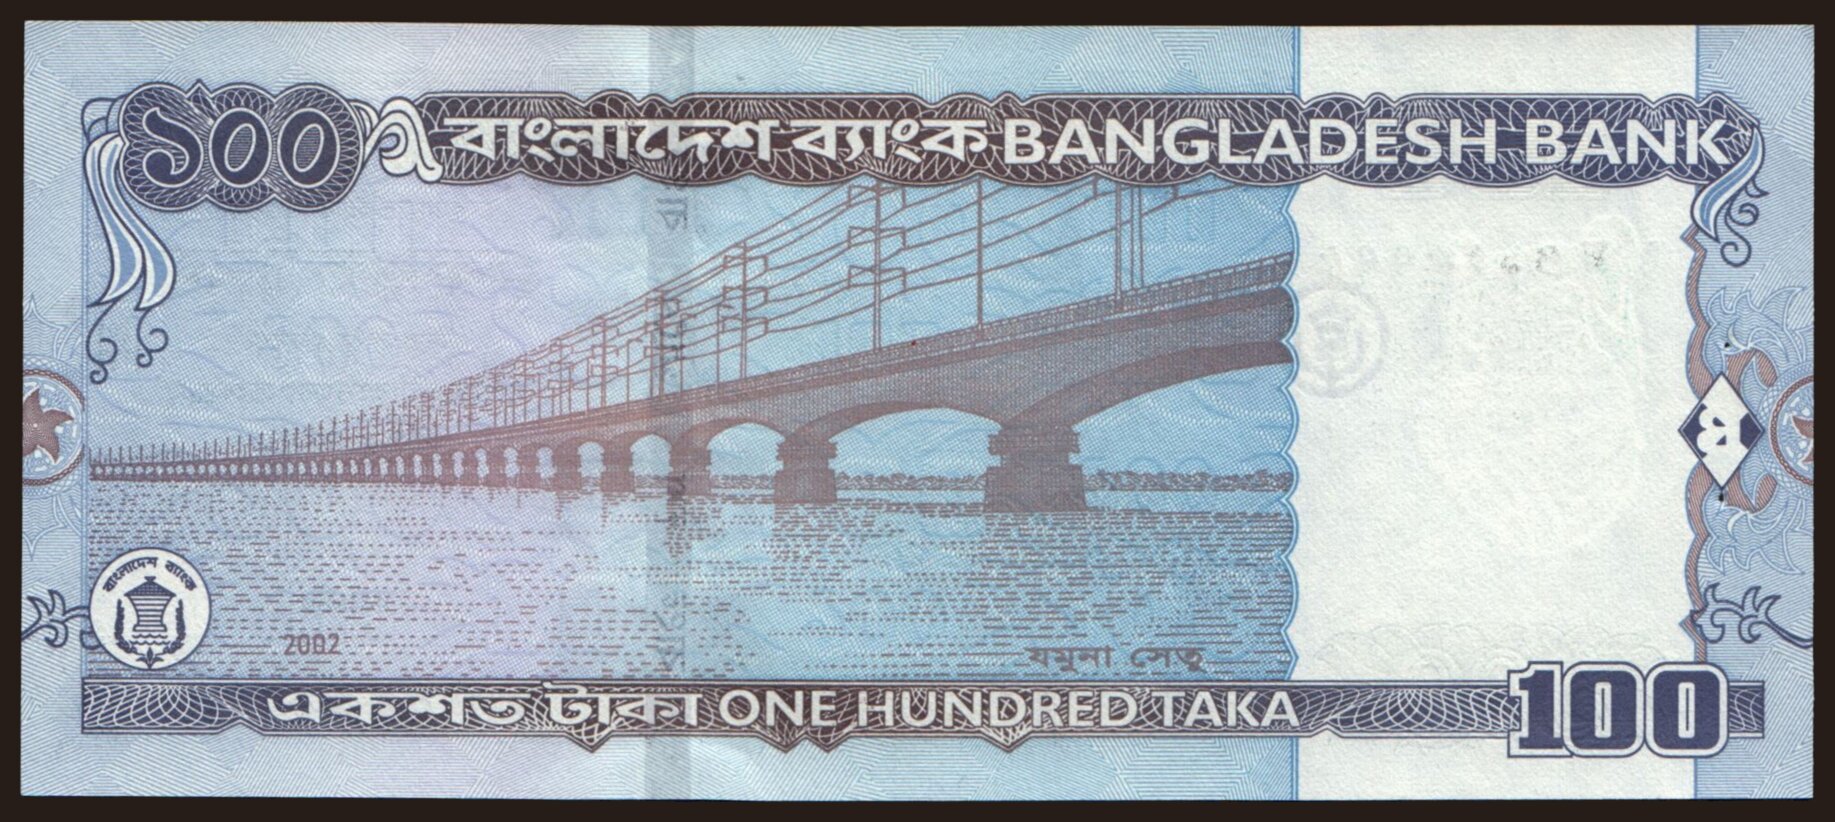 ১০০ বাংলাদেশ ব্যাংক BANGLADESH BANK
বাংলাদেশ ব্যাংক
2002
যমুনা সেতু
একশত টাকা ONE HUNDRED TAKA 100